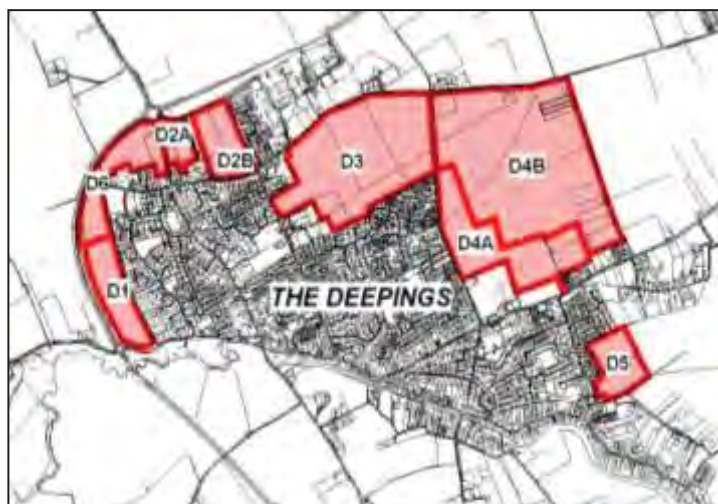 D2A
D2B
D3
D4B
D6
D4A
D1
THE DEEPINGS
D5